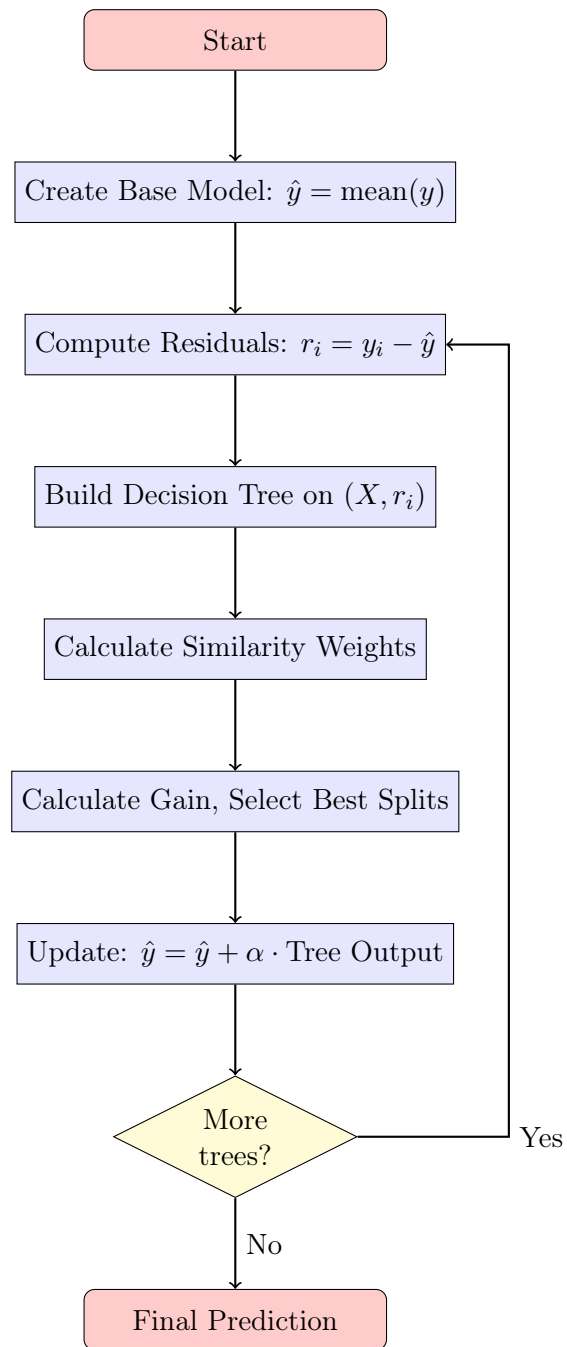 Start
Create Base Model: ŷ = mean(y)
Compute Residuals: rᵢ = yᵢ − ŷ
Build Decision Tree on (X, rᵢ)
Calculate Similarity Weights
Calculate Gain, Select Best Splits
Update: ŷ = ŷ + α · Tree Output
More
trees?
Yes
No
Final Prediction